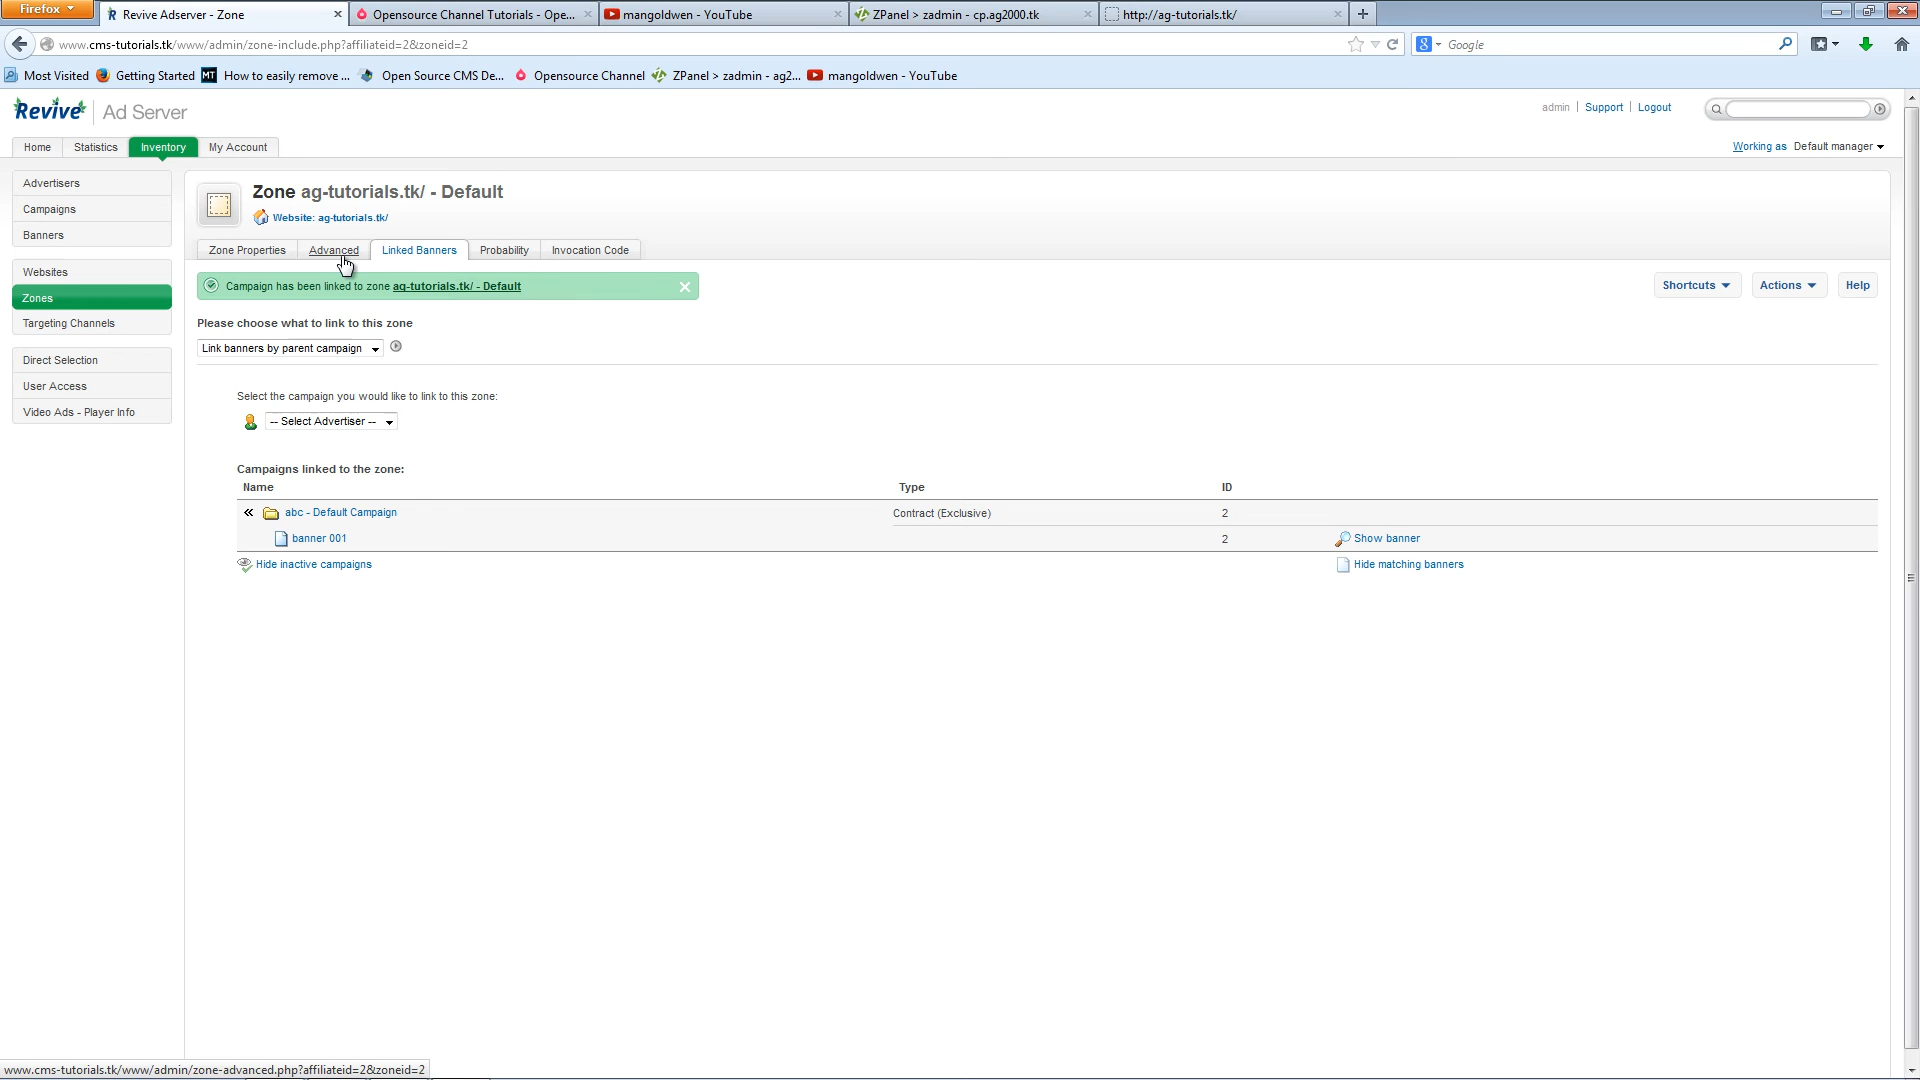 Firefox
Revive Adserver - Zone
Opensource Channel Tutorials - Ope...
mangoldwen - YouTube
ZPanel > zadmin - cp.ag2000.tk
http://ag-tutorials.tk/
www.cms-tutorials.tk/www/admin/zone-include.php?affiliateid=2&zoneid=2
Google
Most Visited
Getting Started
MT How to easily remove ...
Open Source CMS De...
Opensource Channel
ZPanel > zadmin - ag2...
mangoldwen - YouTube
Revive Ad Server
admin Support Logout
Home Statistics Inventory My Account
Working as Default manager
Advertisers
Campaigns
Banners
Websites
Zones
Targeting Channels
Direct Selection
User Access
Video Ads - Player Info
Zone ag-tutorials.tk/ - Default
Website: ag-tutorials.tk/
Zone Properties Advanced Linked Banners Probability Invocation Code
Campaign has been linked to zone ag-tutorials.tk/ - Default
Shortcuts Actions Help
Please choose what to link to this zone
Link banners by parent campaign
Select the campaign you would like to link to this zone:
-- Select Advertiser --
Campaigns linked to the zone:
Name Type ID
abc - Default Campaign Contract (Exclusive) 2
banner 001 2 Show banner
Hide inactive campaigns Hide matching banners
www.cms-tutorials.tk/www/admin/zone-advanced.php?affiliateid=2&zoneid=2